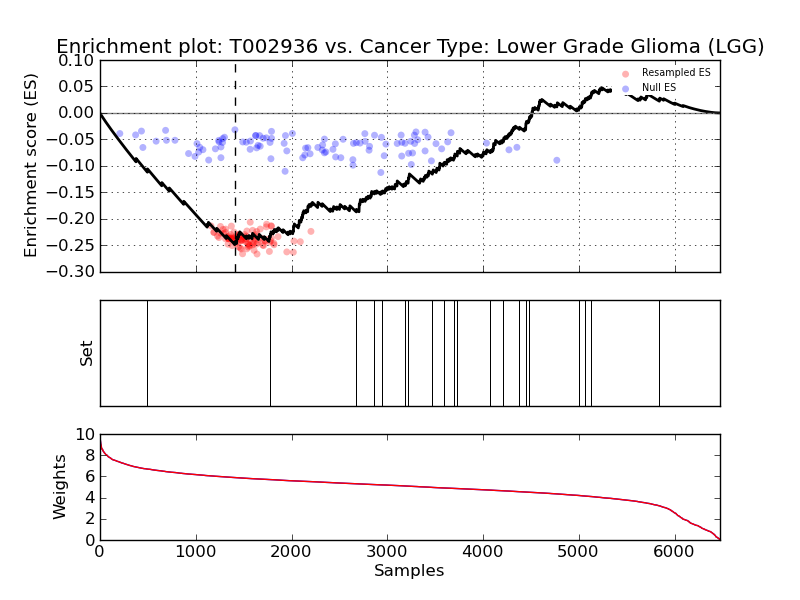 Enrichment plot: T002936 vs. Cancer Type: Lower Grade Glioma (LGG)
0.10
0.05
0.00
−0.05
−0.10
−0.15
−0.20
−0.25
−0.30
Enrichment score (ES)
Resampled ES
Null ES
Set
10
8
6
4
2
0
Weights
0 1000 2000 3000 4000 5000 6000
Samples